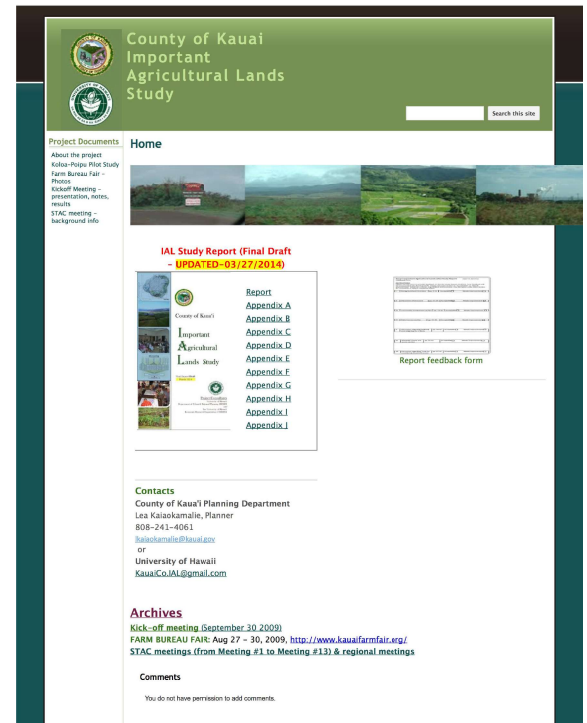 County of Kauai
Important
Agricultural Lands
Study
Search this site
Project Documents
About the project
Koloa-Poipu Pilot Study
Farm Bureau Fair -
Photos
Kickoff Meeting -
presentation, notes,
results
STAC meeting -
background info
Home
IAL Study Report (Final Draft
- UPDATED-03/27/2014)
County of Kaua'i
Important
Agricultural
Lands Study
Report
Appendix A
Appendix B
Appendix C
Appendix D
Appendix E
Appendix F
Appendix G
Appendix H
Appendix I
Appendix J
Report feedback form
Contacts
County of Kaua'i Planning Department
Lea Kaiaokamalie, Planner
808-241-4061
lkaiaokamalie@kauai.gov
or
University of Hawaii
KauaiCo.IAL@gmail.com
Archives
Kick-off meeting (September 30 2009)
FARM BUREAU FAIR: Aug 27 - 30, 2009, http://www.kauaifarmfair.org/
STAC meetings (from Meeting #1 to Meeting #13) & regional meetings
Comments
You do not have permission to add comments.